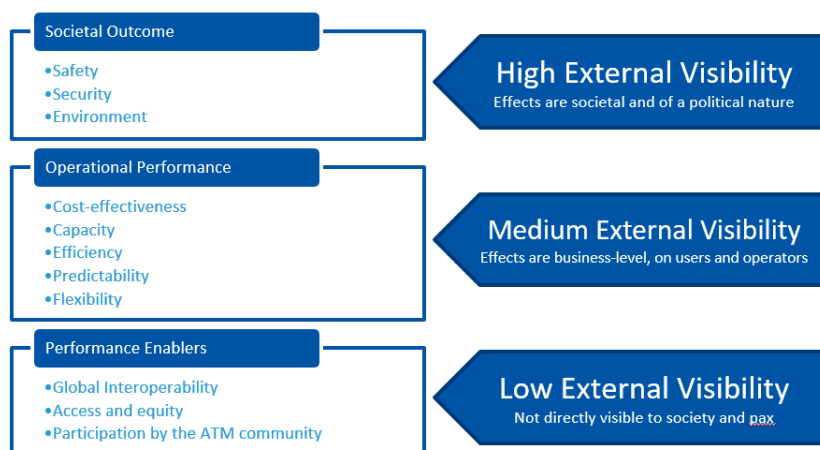 Societal Outcome
•Safety
•Security
•Environment
High External Visibility
Effects are societal and of a political nature
Operational Performance
•Cost-effectiveness
•Capacity
•Efficiency
•Predictability
•Flexibility
Medium External Visibility
Effects are business-level, on users and operators
Performance Enablers
•Global Interoperability
•Access and equity
•Participation by the ATM community
Low External Visibility
Not directly visible to society and pax